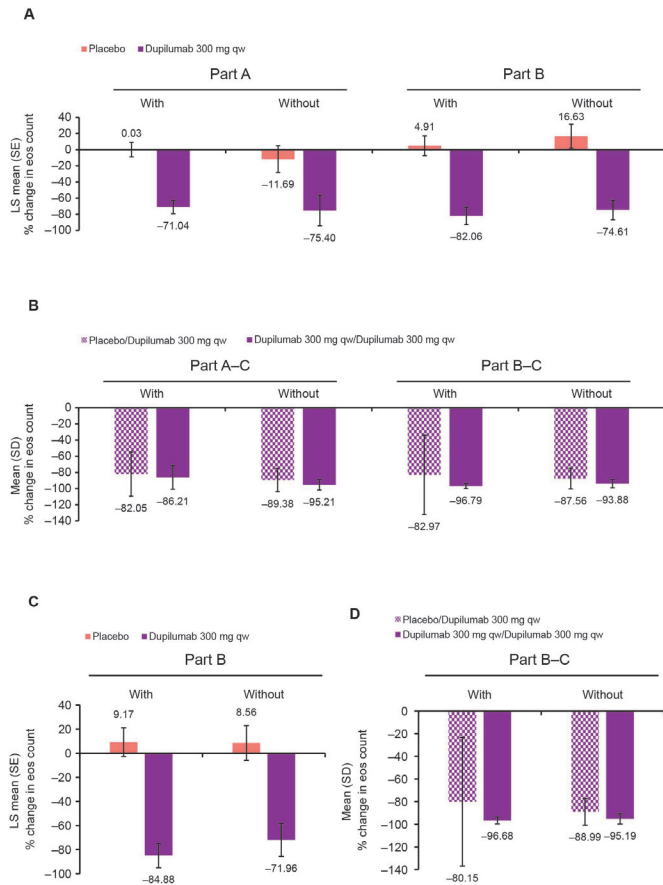 A
Placebo Dupilumab 300 mg qw
Part A Part B
With Without With Without
LS mean (SE)
% change in eos count
40
20
0
−20
−40
−60
−80
−100
0.03
−71.04
−11.69
−75.40
4.91
−82.06
16.63
−74.61
B
Placebo/Dupilumab 300 mg qw Dupilumab 300 mg qw/Dupilumab 300 mg qw
Part A–C Part B–C
With Without With Without
Mean (SD)
% change in eos count
0
−20
−40
−60
−80
−100
−120
−140
−82.05
−86.21
−89.38
−95.21
−82.97
−96.79
−87.56
−93.88
C
Placebo Dupilumab 300 mg qw
Part B
With Without
LS mean (SE)
% change in eos count
40
20
0
−20
−40
−60
−80
−100
9.17
−84.88
8.56
−71.96
D
Placebo/Dupilumab 300 mg qw
Dupilumab 300 mg qw/Dupilumab 300 mg qw
Part B–C
With Without
Mean (SD)
% change in eos count
0
−20
−40
−60
−80
−100
−120
−140
−80.15
−96.68
−88.99
−95.19